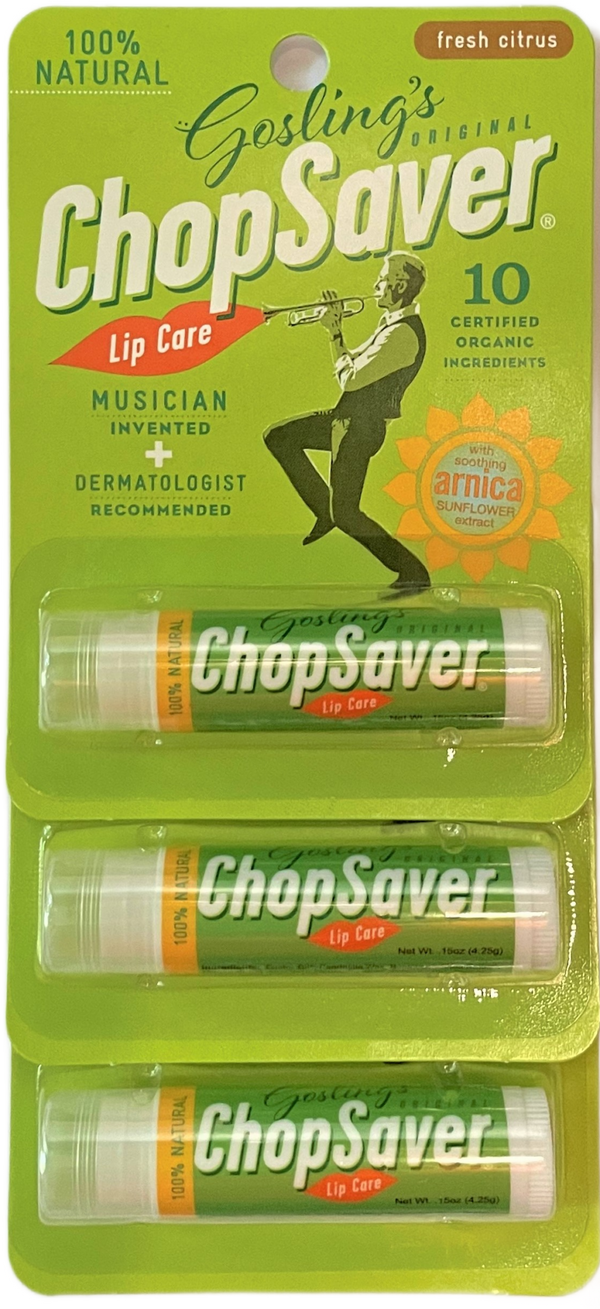 100%
NATURAL
fresh citrus
Gosling's
ORIGINAL
ChopSaver®
Lip Care
10
CERTIFIED
ORGANIC
INGREDIENTS
MUSICIAN
INVENTED
+
DERMATOLOGIST
RECOMMENDED
with
soothing
arnica
SUNFLOWER
extract
100% NATURAL
Gosling's
ORIGINAL
ChopSaver
Lip Care
Net Wt.
100% NATURAL
Gosling's
ORIGINAL
ChopSaver
Lip Care
Net Wt. .15oz (4.25g)
100% NATURAL
Gosling's
ORIGINAL
ChopSaver
Lip Care
Net Wt. .15oz (4.25g)